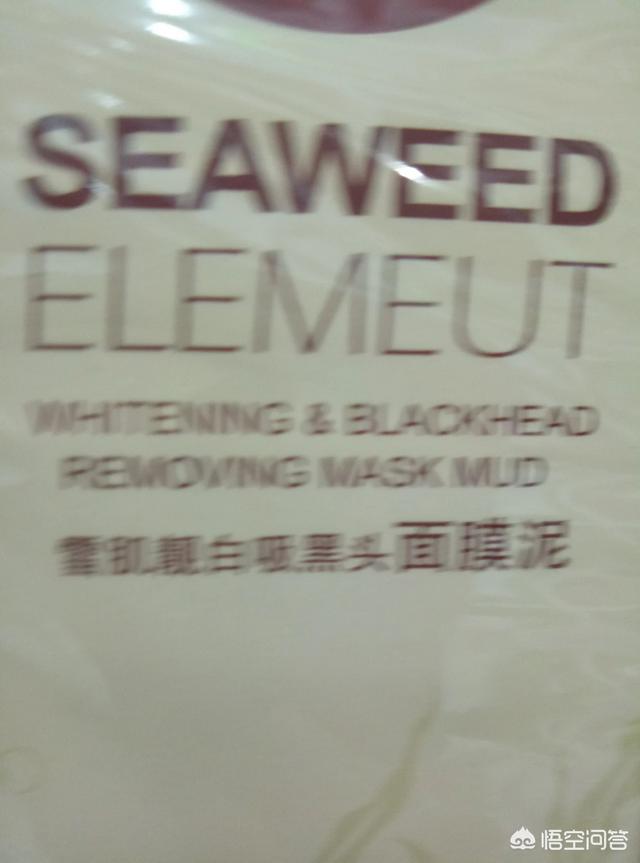 SEAWEED
ELEMEUT
WHITENING & BLACKHEAD
REMOVING MASK MUD
雪肌靓白吸黑头面膜泥
悟空问答